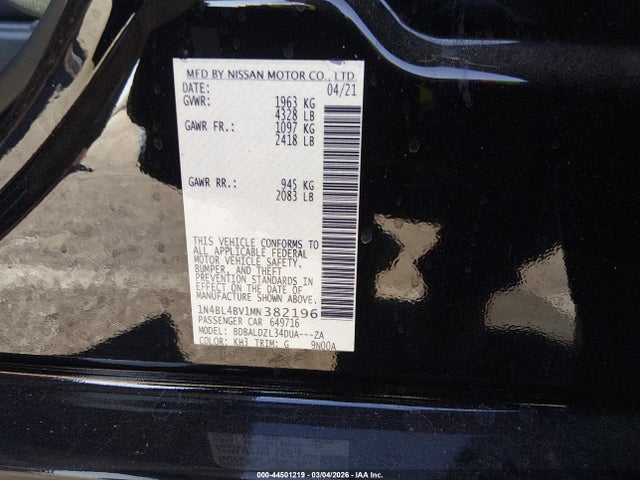 MFD BY NISSAN MOTOR CO., LTD.
DATE: 04/21
GVWR: 1963 KG
4328 LB
GAWR FR.: 1097 KG
2418 LB
GAWR RR.: 945 KG
2083 LB
THIS VEHICLE CONFORMS TO
ALL APPLICABLE FEDERAL
MOTOR VEHICLE SAFETY,
BUMPER, AND THEFT
PREVENTION STANDARDS IN
EFFECT ON THE DATE OF
MANUFACTURE SHOWN ABOVE.
1N4BL4BV1MN382196
PASSENGER CAR 649716
MODEL: BDBALDZL34DUA---ZA
COLOR: KH3 TRIM: G 9N00A
000-44501219 - 03/04/2026 - IAA Inc.